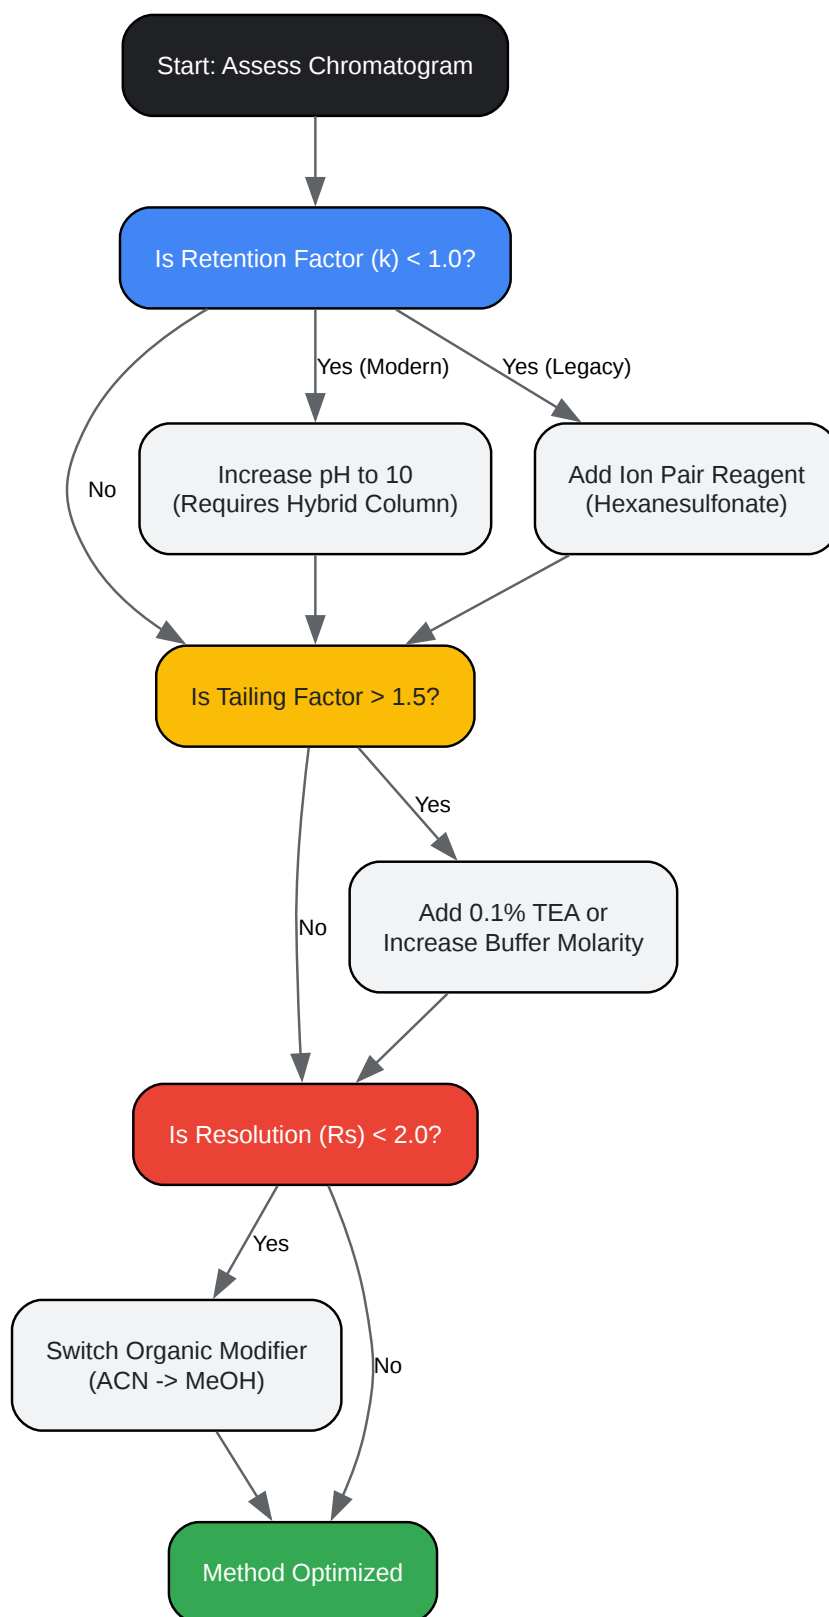 Start: Assess Chromatogram
Is Retention Factor (k) < 1.0?
Yes (Modern)
Yes (Legacy)
No
Increase pH to 10
(Requires Hybrid Column)
Add Ion Pair Reagent
(Hexanesulfonate)
Is Tailing Factor > 1.5?
Yes
No
Add 0.1% TEA or
Increase Buffer Molarity
Is Resolution (Rs) < 2.0?
Yes
No
Switch Organic Modifier
(ACN -> MeOH)
Method Optimized